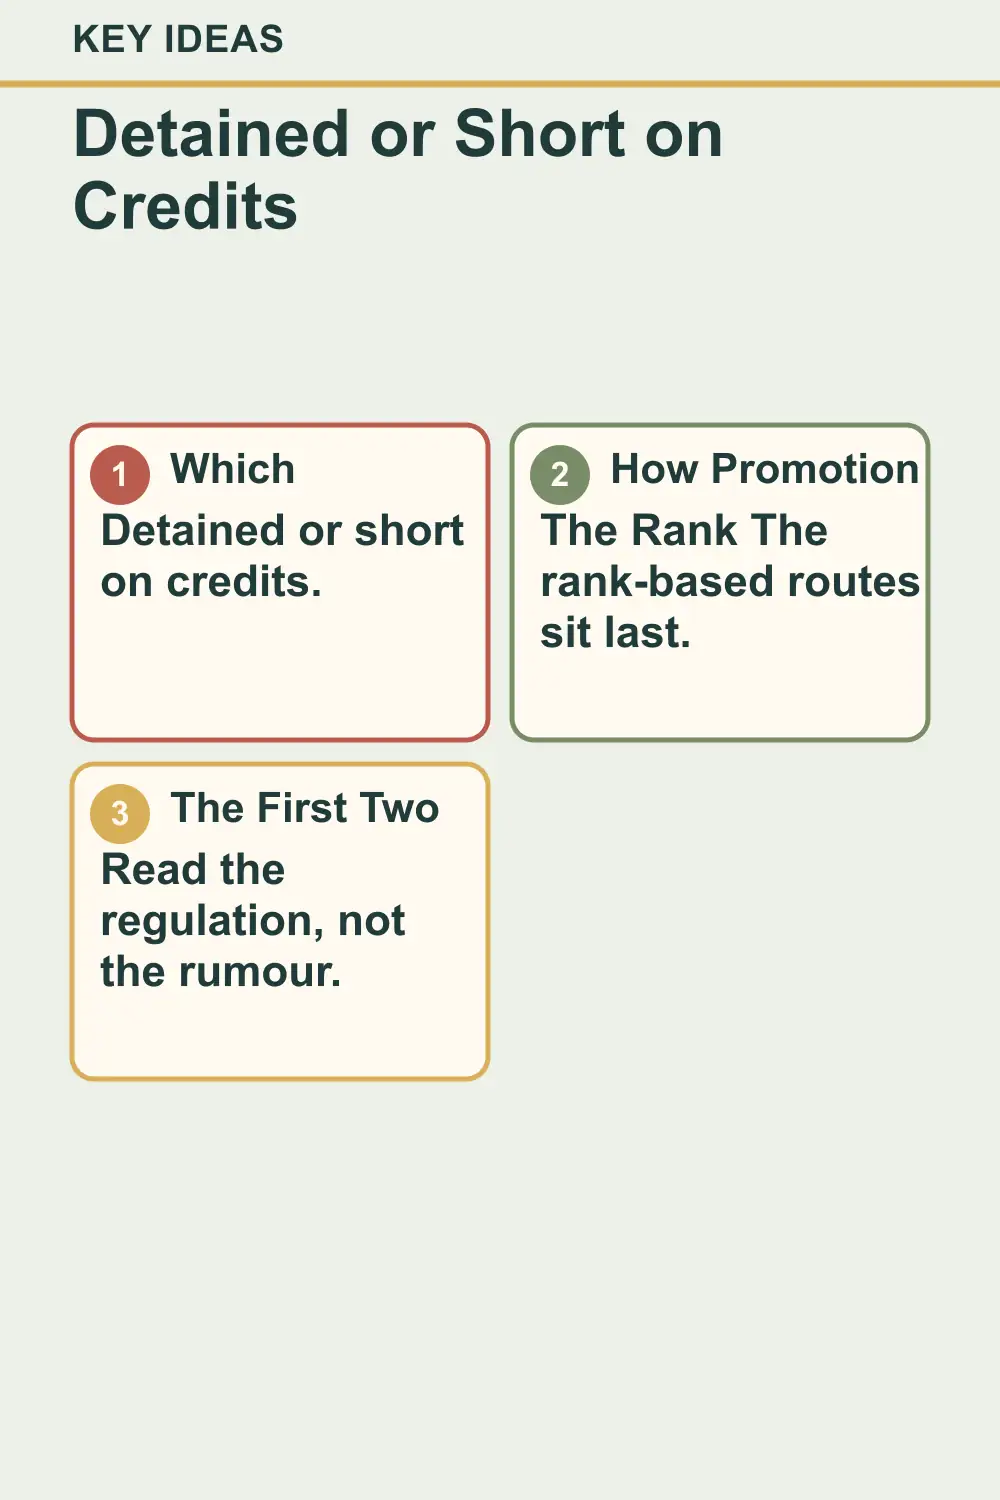 KEY IDEAS
Detained or Short on
Credits
1 Which
Detained or short
on credits.
2 How Promotion
The Rank The
rank-based routes
sit last.
3 The First Two
Read the
regulation, not
the rumour.